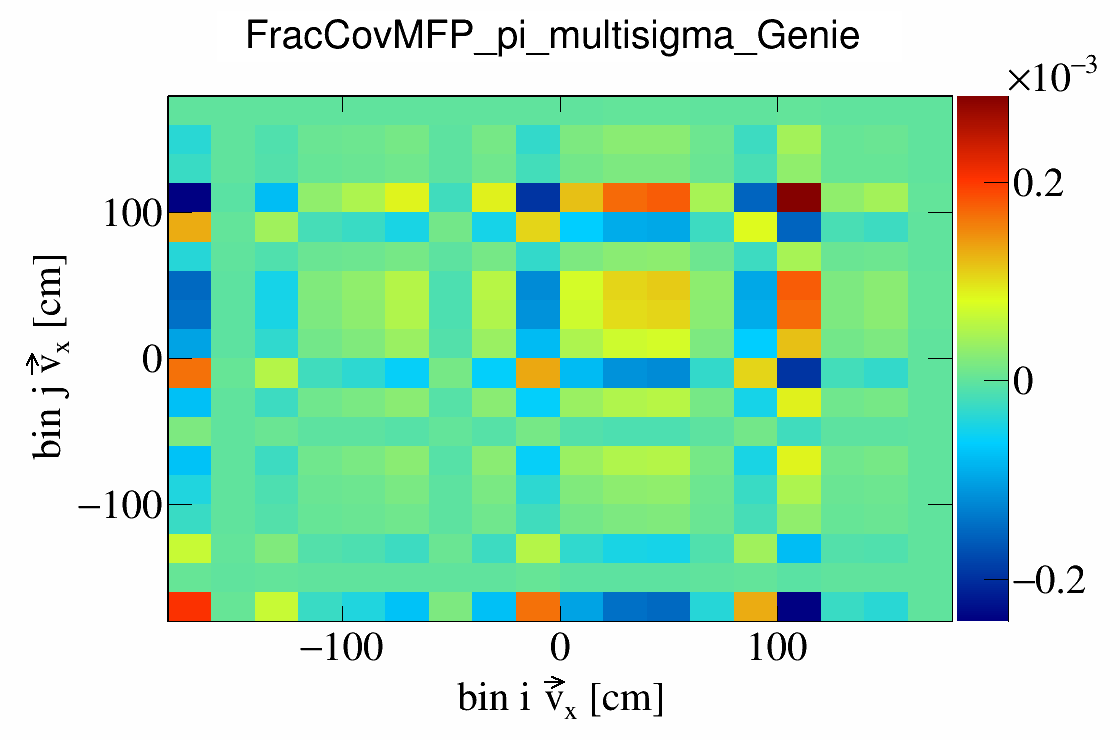 FracCovMFP_pi_multisigma_Genie
×10⁻³
0.2
0
−0.2
100
0
−100
bin j v⃗ₓ [cm]
−100 0 100
bin i v⃗ₓ [cm]